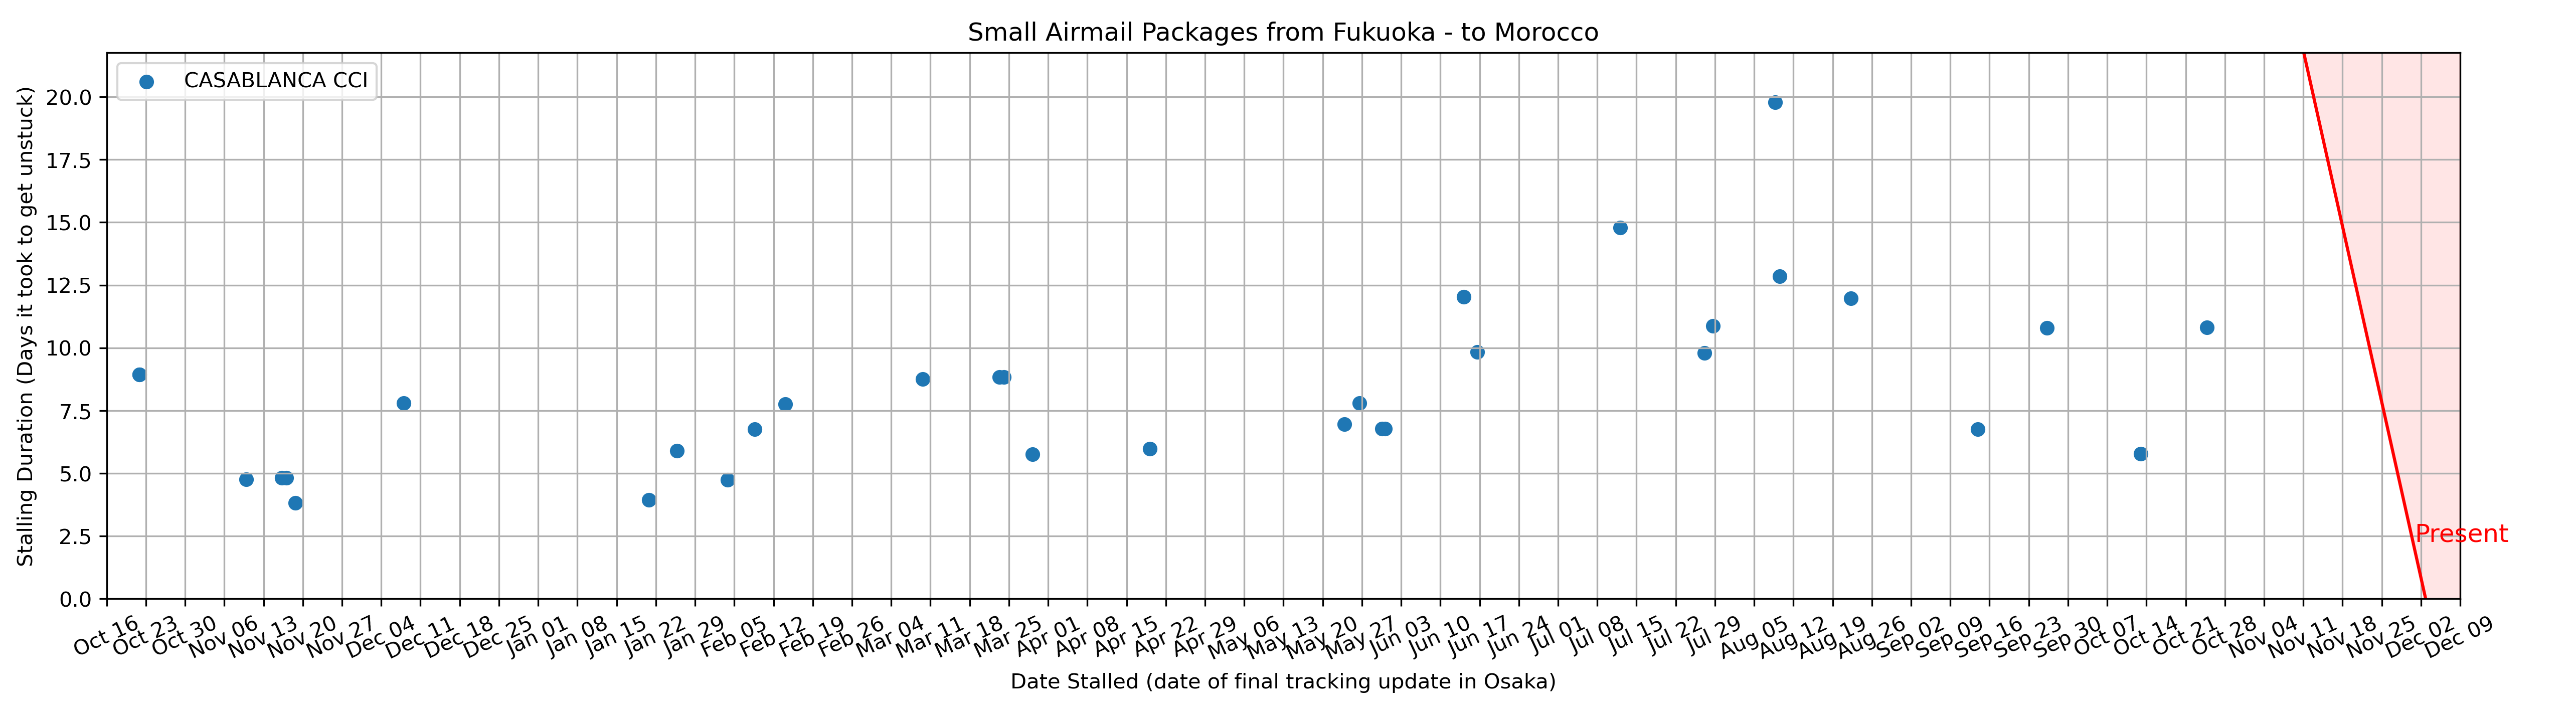 Small Airmail Packages from Fukuoka - to Morocco
CASABLANCA CCI
Stalling Duration (Days it took to get unstuck)
20.0
17.5
15.0
12.5
10.0
7.5
5.0
2.5
0.0
Present
Oct 16
Oct 23
Oct 30
Nov 06
Nov 13
Nov 20
Nov 27
Dec 04
Dec 11
Dec 18
Dec 25
Jan 01
Jan 08
Jan 15
Jan 22
Jan 29
Feb 05
Feb 12
Feb 19
Feb 26
Mar 04
Mar 11
Mar 18
Mar 25
Apr 01
Apr 08
Apr 15
Apr 22
Apr 29
May 06
May 13
May 20
May 27
Jun 03
Jun 10
Jun 17
Jun 24
Jul 01
Jul 08
Jul 15
Jul 22
Jul 29
Aug 05
Aug 12
Aug 19
Aug 26
Sep 02
Sep 09
Sep 16
Sep 23
Sep 30
Oct 07
Oct 14
Oct 21
Oct 28
Nov 04
Nov 11
Nov 18
Nov 25
Dec 02
Dec 09
Date Stalled (date of final tracking update in Osaka)